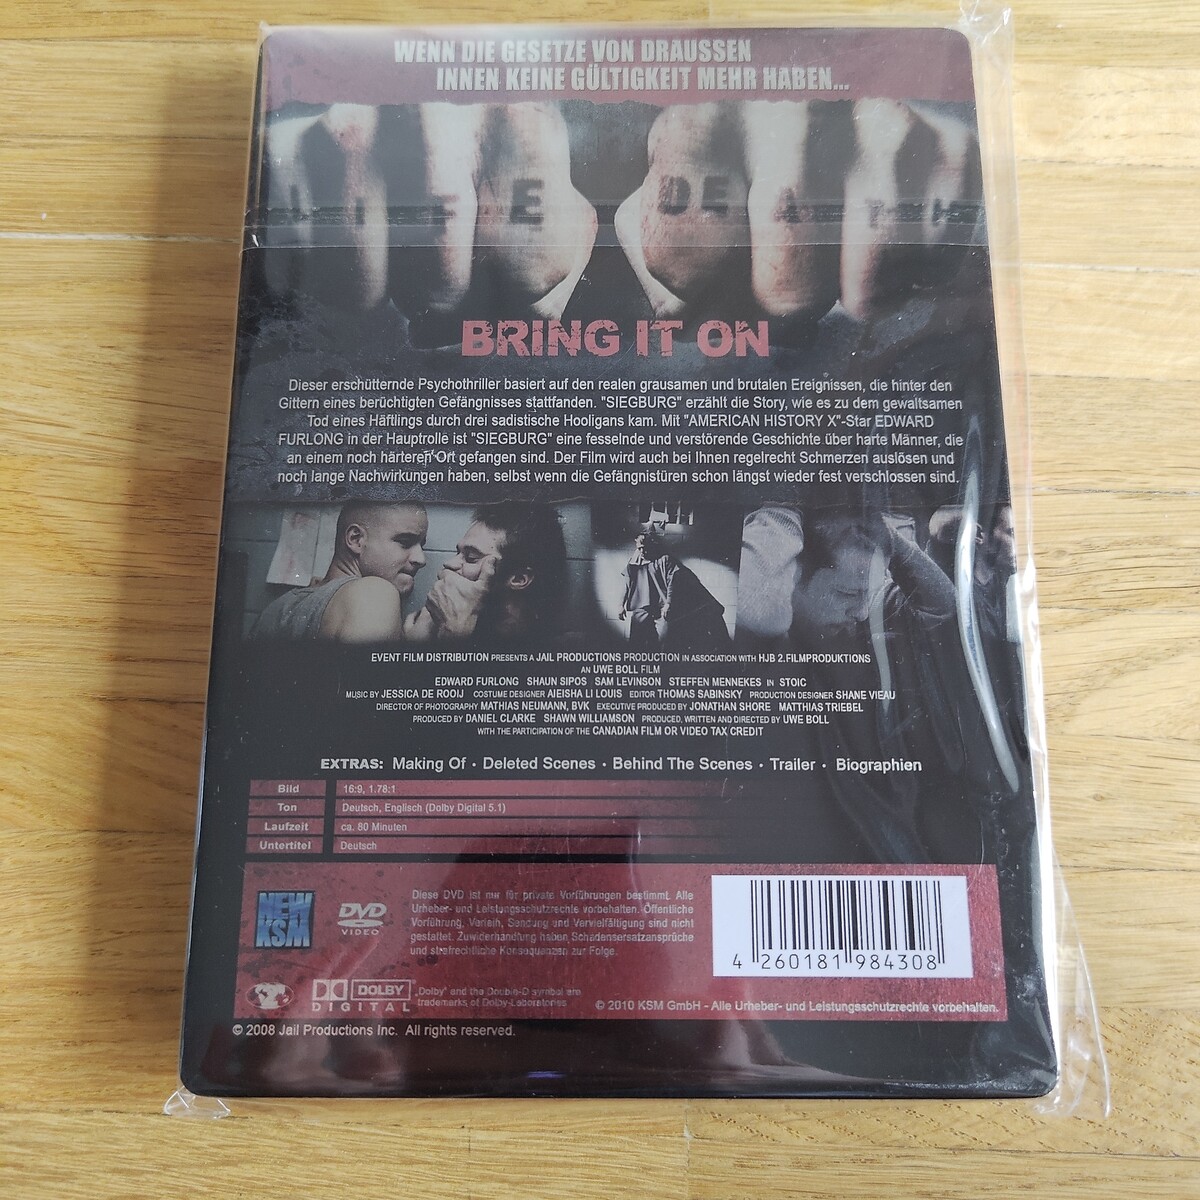 WENN DIE GESETZE VON DRAUSSEN
INNEN KEINE GÜLTIGKEIT MEHR HABEN...
LIFE DEATH
BRING IT ON
Dieser erschütternde Psychothriller basiert auf den realen grausamen und brutalen Ereignissen, die hinter den
Gittern eines berüchtigten Gefängnisses stattfanden. "SIEGBURG" erzählt die Story, wie es zu dem gewaltsamen
Tod eines Häftlings durch drei sadistische Hooligans kam. Mit "AMERICAN HISTORY X"-Star EDWARD
FURLONG in der Hauptrolle ist "SIEGBURG" eine fesselnde und verstörende Geschichte über harte Männer, die
an einem noch härteren Ort gefangen sind. Der Film wird auch bei Ihnen regelrecht Schmerzen auslösen und
noch lange Nachwirkungen haben, selbst wenn die Gefängnistüren schon längst wieder fest verschlossen sind.
EVENT FILM DISTRIBUTION PRESENTS A JAIL PRODUCTIONS PRODUCTION IN ASSOCIATION WITH HJB 2.FILMPRODUKTIONS
AN UWE BOLL FILM
EDWARD FURLONG SHAUN SIPOS SAM LEVINSON STEFFEN MENNEKES IN STOIC
MUSIC BY JESSICA DE ROOIJ COSTUME DESIGNER AIEISHA LI LOUIS EDITOR THOMAS SABINSKY PRODUCTION DESIGNER SHANE VIEAU
DIRECTOR OF PHOTOGRAPHY MATHIAS NEUMANN, BVK EXECUTIVE PRODUCED BY JONATHAN SHORE MATTHIAS TRIEBEL
PRODUCED BY DANIEL CLARKE SHAWN WILLIAMSON PRODUCED, WRITTEN AND DIRECTED BY UWE BOLL
WITH THE PARTICIPATION OF THE CANADIAN FILM OR VIDEO TAX CREDIT
EXTRAS: Making Of · Deleted Scenes · Behind The Scenes · Trailer · Biographien
Bild 16:9, 1.78:1
Ton Deutsch, Englisch (Dolby Digital 5.1)
Laufzeit ca. 80 Minuten
Untertitel Deutsch
NEW
KSM
DVD
VIDEO
Diese DVD ist nur für private Vorführungen bestimmt. Alle
Urheber- und Leistungsschutzrechte vorbehalten. Öffentliche
Vorführung, Verleih, Sendung und Vervielfältigung sind nicht
gestattet. Zuwiderhandlung haben Schadensersatzansprüche
und strafrechtliche Konsequenzen zur Folge.
4 260181 984308
DOLBY
DIGITAL
„Dolby" and the Double-D symbol are
trademarks of Dolby-Laboratories
© 2010 KSM GmbH - Alle Urheber- und Leistungsschutzrechte vorbehalten.
© 2008 Jail Productions Inc. All rights reserved.